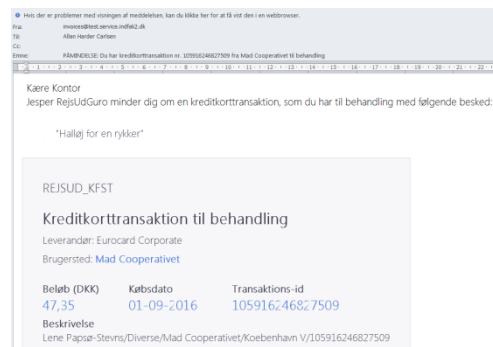 Hvis der er problemer med visningen af meddelelsen, kan du klikke her for at få vist den i en webbrowser.
Fra: invoices@test.service.indfak2.dk
Til: Allan Harder Carlsen
Cc:
Emne: PÅMINDELSE: Du har kreditkorttransaktion nr. 105916246827509 fra Mad Cooperativet til behandling
Kære Kontor
Jesper RejsUdGuro minder dig om en kreditkorttransaktion, som du har til behandling med følgende besked:
"Halløj for en rykker"
REJSUD_KFST
Kreditkorttransaktion til behandling
Leverandør: Eurocard Corporate
Brugersted: Mad Cooperativet
Beløb (DKK) Købsdato Transaktions-id
47,35 01-09-2016 105916246827509
Beskrivelse
Lene Papsø-Stevns/Diverse/Mad Cooperativet/Koebenhavn V/105916246827509